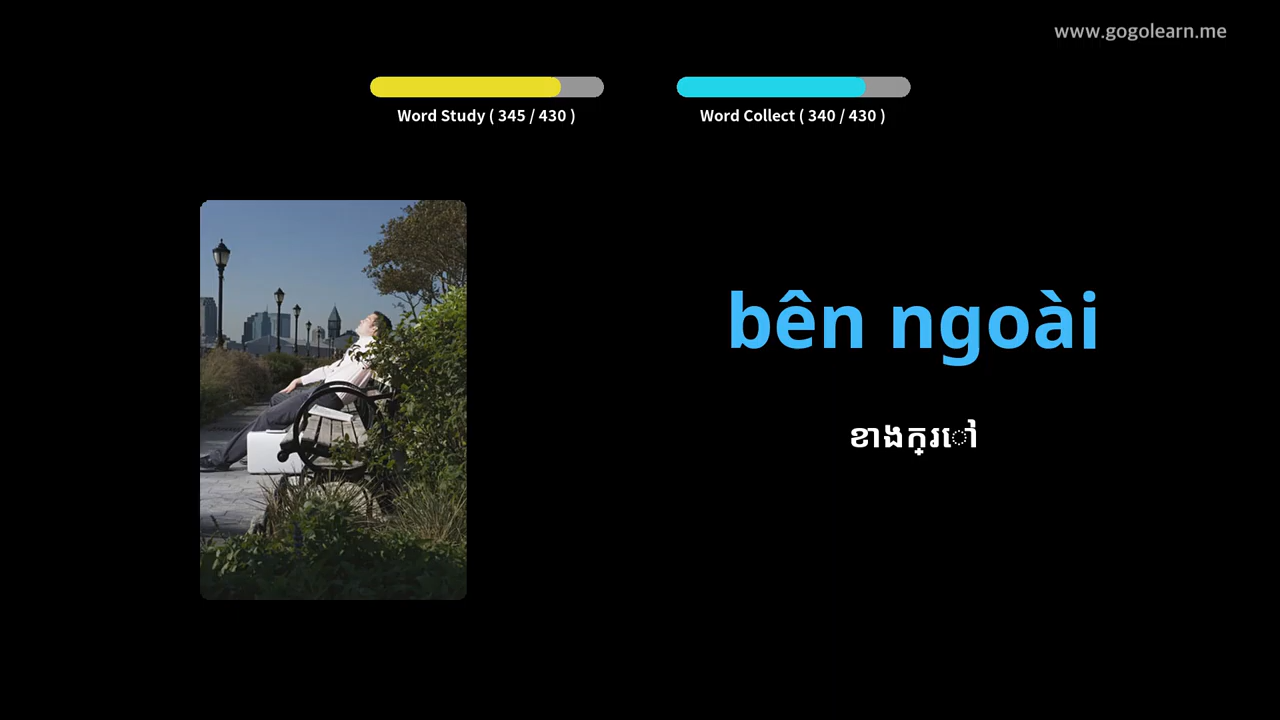 www.gogolearn.me
Word Study ( 345 / 430 )
Word Collect ( 340 / 430 )
bên ngoài
ខាងក្រៅ